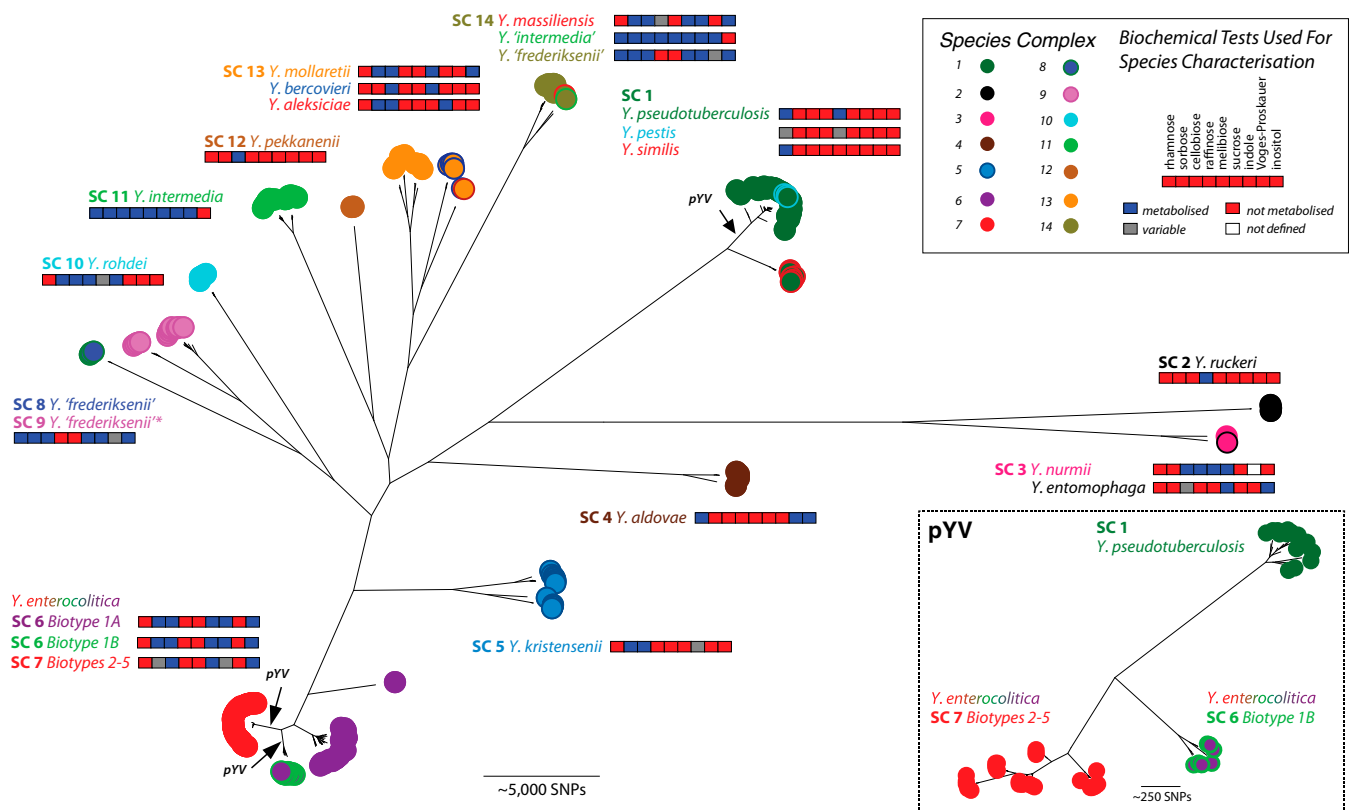 SC 14 Y. massiliensis
Y. 'intermedia'
Y. 'frederiksenii'
SC 13 Y. mollaretii
Y. bercovieri
Y. aleksiciae
SC 12 Y. pekkanenii
SC 11 Y. intermedia
SC 10 Y. rohdei
SC 8 Y. 'frederiksenii'
SC 9 Y. 'frederiksenii'*
SC 1
Y. pseudotuberculosis
Y. pestis
Y. similis
pYV
Species Complex
1
2
3
4
5
6
7
8
9
10
11
12
13
14
Biochemical Tests Used For
Species Characterisation
rhamnose
sorbose
cellobiose
raffinose
melibiose
sucrose
indole
Voges-Proskauer
inositol
metabolised
not metabolised
variable
not defined
SC 2 Y. ruckeri
SC 3 Y. nurmii
Y. entomophaga
SC 4 Y. aldovae
SC 5 Y. kristensenii
Y. enterocolitica
SC 6 Biotype 1A
SC 6 Biotype 1B
SC 7 Biotypes 2-5
pYV
pYV
~5,000 SNPs
pYV
SC 1
Y. pseudotuberculosis
Y. enterocolitica
SC 7 Biotypes 2-5
Y. enterocolitica
SC 6 Biotype 1B
~250 SNPs